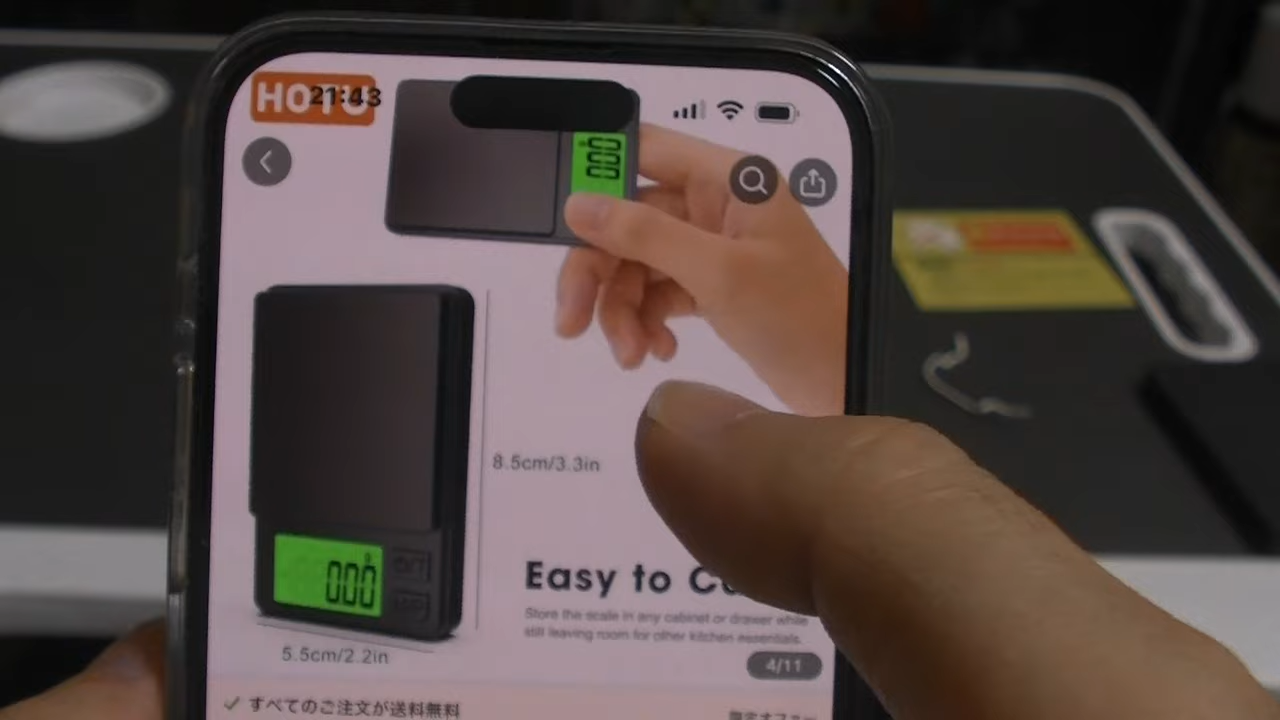 21:43
0.00
8.5cm/3.3in
0.00
Easy to
Store the scale in any cabinet or drawer while
still leaving room for other kitchen essentials.
5.5cm/2.2in
4/11
すべてのご注文が送料無料